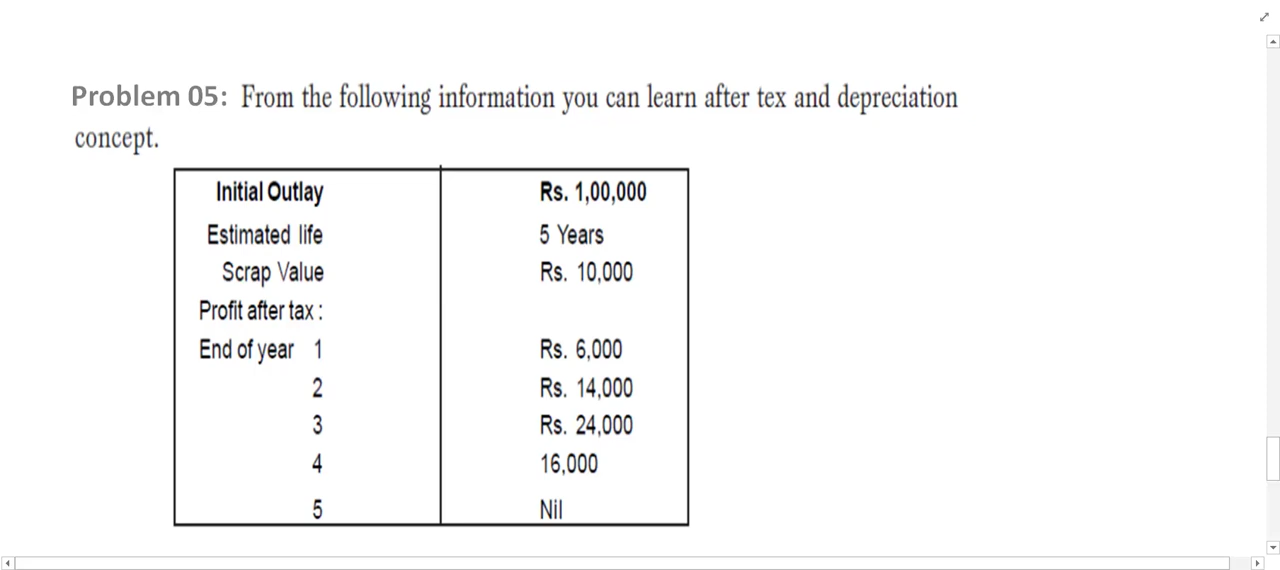 Problem 05: From the following information you can learn after tex and depreciation
concept.
Initial Outlay Rs. 1,00,000
Estimated life 5 Years
Scrap Value Rs. 10,000
Profit after tax :
End of year 1 Rs. 6,000
2 Rs. 14,000
3 Rs. 24,000
4 16,000
5 Nil